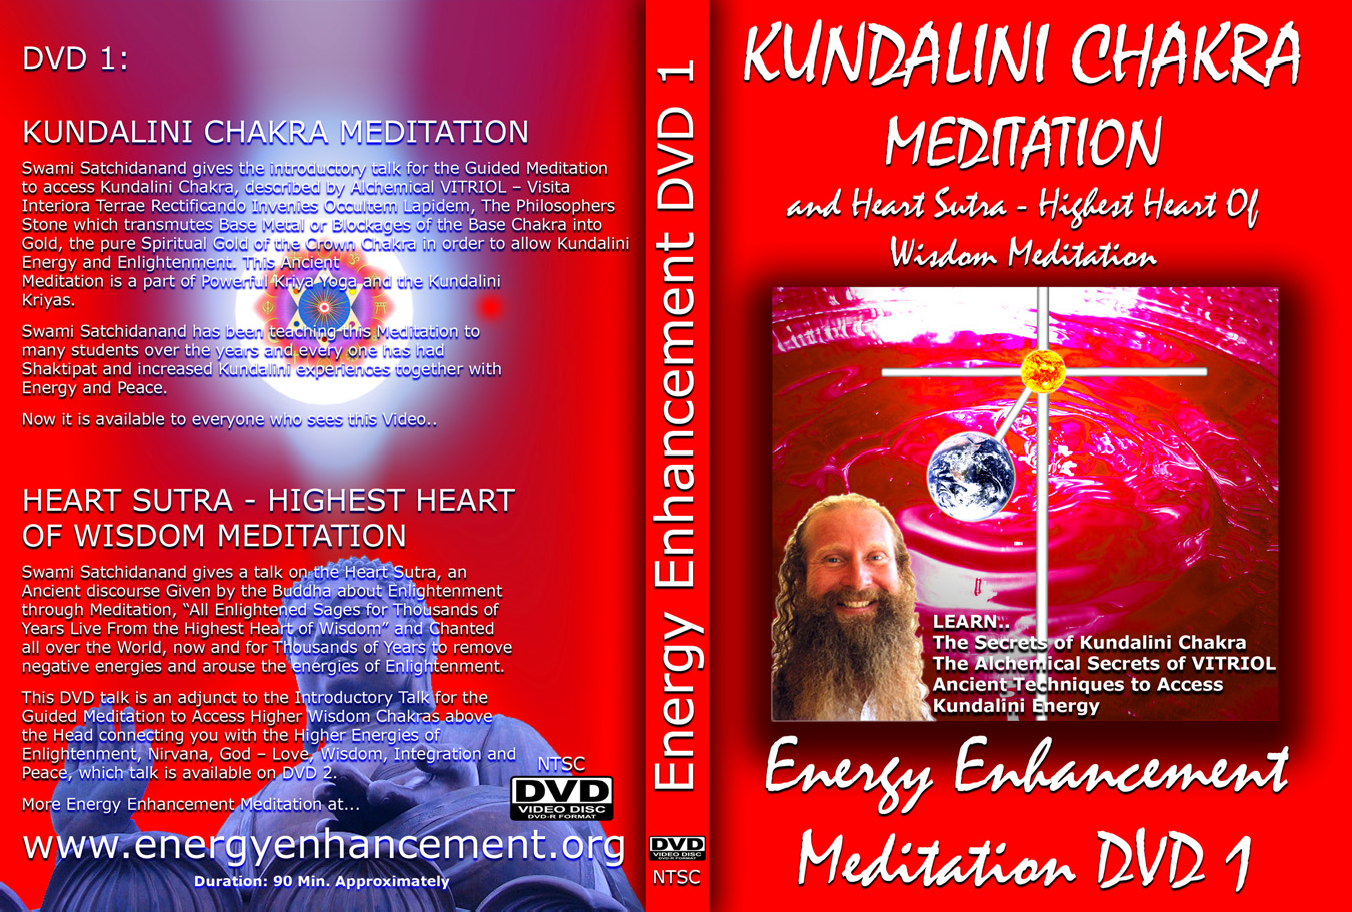 DVD 1:
KUNDALINI CHAKRA MEDITATION
Swami Satchidanand gives the introductory talk for the Guided Meditation
to access Kundalini Chakra, described by Alchemical VITRIOL – Visita
Interiora Terrae Rectificando Invenies Occultem Lapidem, The Philosophers
Stone which transmutes Base Metal or Blockages of the Base Chakra into
Gold, the pure Spiritual Gold of the Crown Chakra in order to allow Kundalini
Energy and Enlightenment. This Ancient
Meditation is a part of Powerful Kriya Yoga and the Kundalini
Kriyas.
Swami Satchidanand has been teaching this Meditation to
many students over the years and every one has had
Shaktipat and increased Kundalini experiences together with
Energy and Peace.
Now it is available to everyone who sees this Video..
HEART SUTRA - HIGHEST HEART
OF WISDOM MEDITATION
Swami Satchidanand gives a talk on the Heart Sutra, an
Ancient discourse Given by the Buddha about Enlightenment
through Meditation, “All Enlightened Sages for Thousands of
Years Live From the Highest Heart of Wisdom” and Chanted
all over the World, now and for Thousands of Years to remove
negative energies and arouse the energies of Enlightenment.
This DVD talk is an adjunct to the Introductory Talk for the
Guided Meditation to Access Higher Wisdom Chakras above
the Head connecting you with the Higher Energies of
Enlightenment, Nirvana, God – Love, Wisdom, Integration and
Peace, which talk is available on DVD 2.
More Energy Enhancement Meditation at...
www.energyenhancement.org
Duration: 90 Min. Approximately
NTSC
DVD
VIDEO DISC
DVD-R FORMAT
Energy Enhancement DVD 1
DVD
VIDEO DISC
DVD-R FORMAT
NTSC
KUNDALINI CHAKRA
MEDITATION
and Heart Sutra - Highest Heart Of
Wisdom Meditation
LEARN..
The Secrets of Kundalini Chakra
The Alchemical Secrets of VITRIOL
Ancient Techniques to Access
Kundalini Energy
Energy Enhancement
Meditation DVD 1